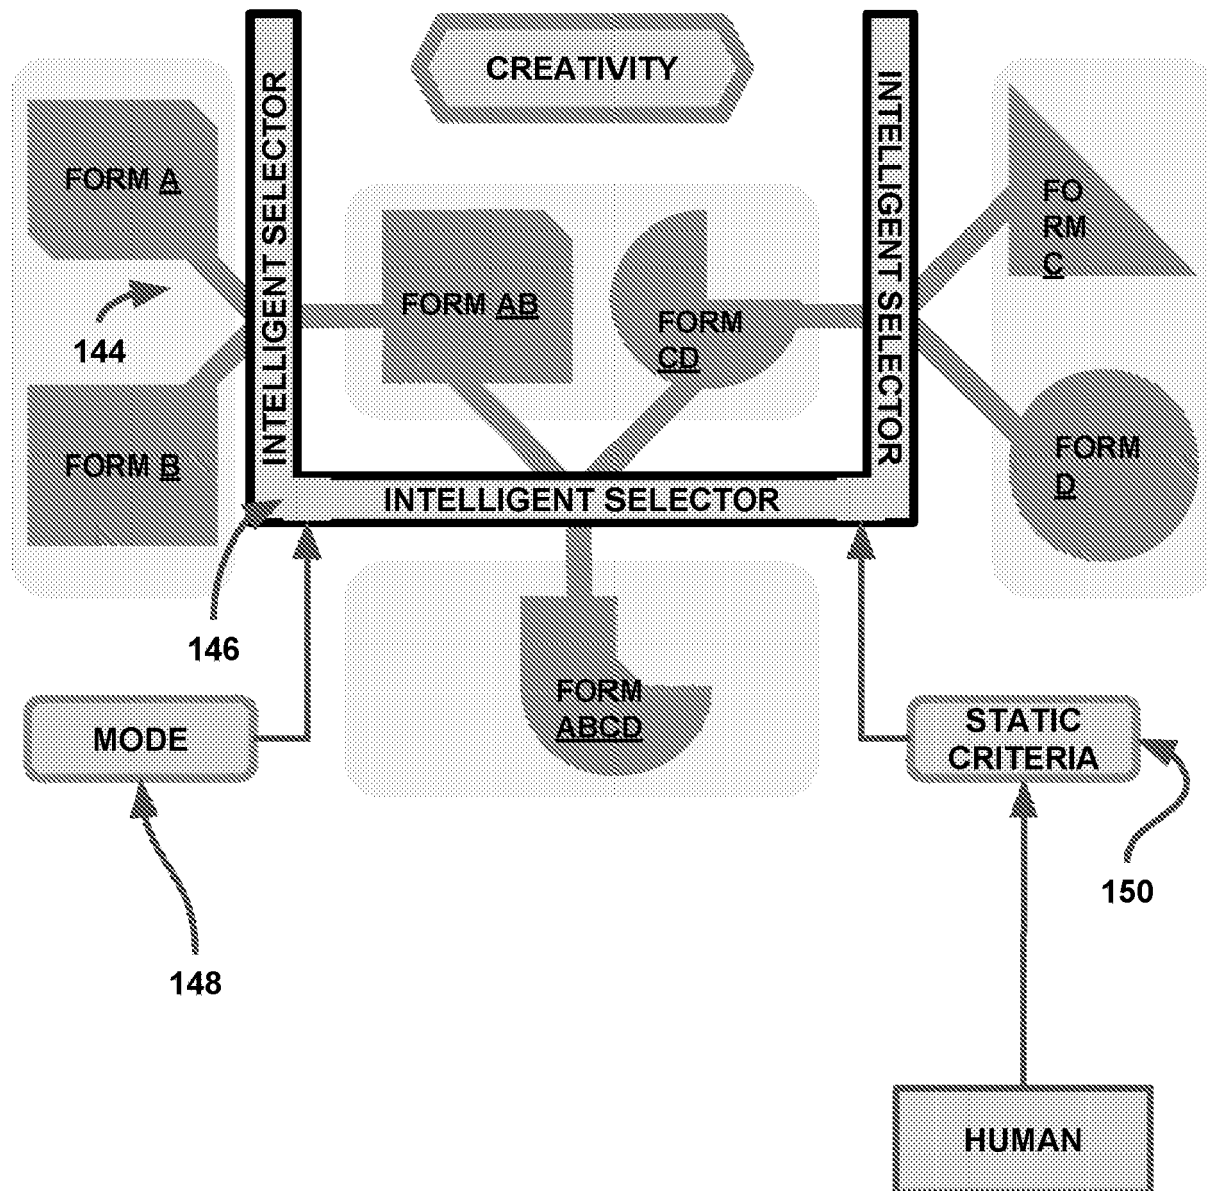 CREATIVITY
INTELLIGENT SELECTOR
INTELLIGENT SELECTOR
FORM A
FO
RM
C
FORM AB
FORM
CD
144
FORM B
FORM
D
INTELLIGENT SELECTOR
146
FORM
ABCD
MODE
STATIC
CRITERIA
150
148
HUMAN